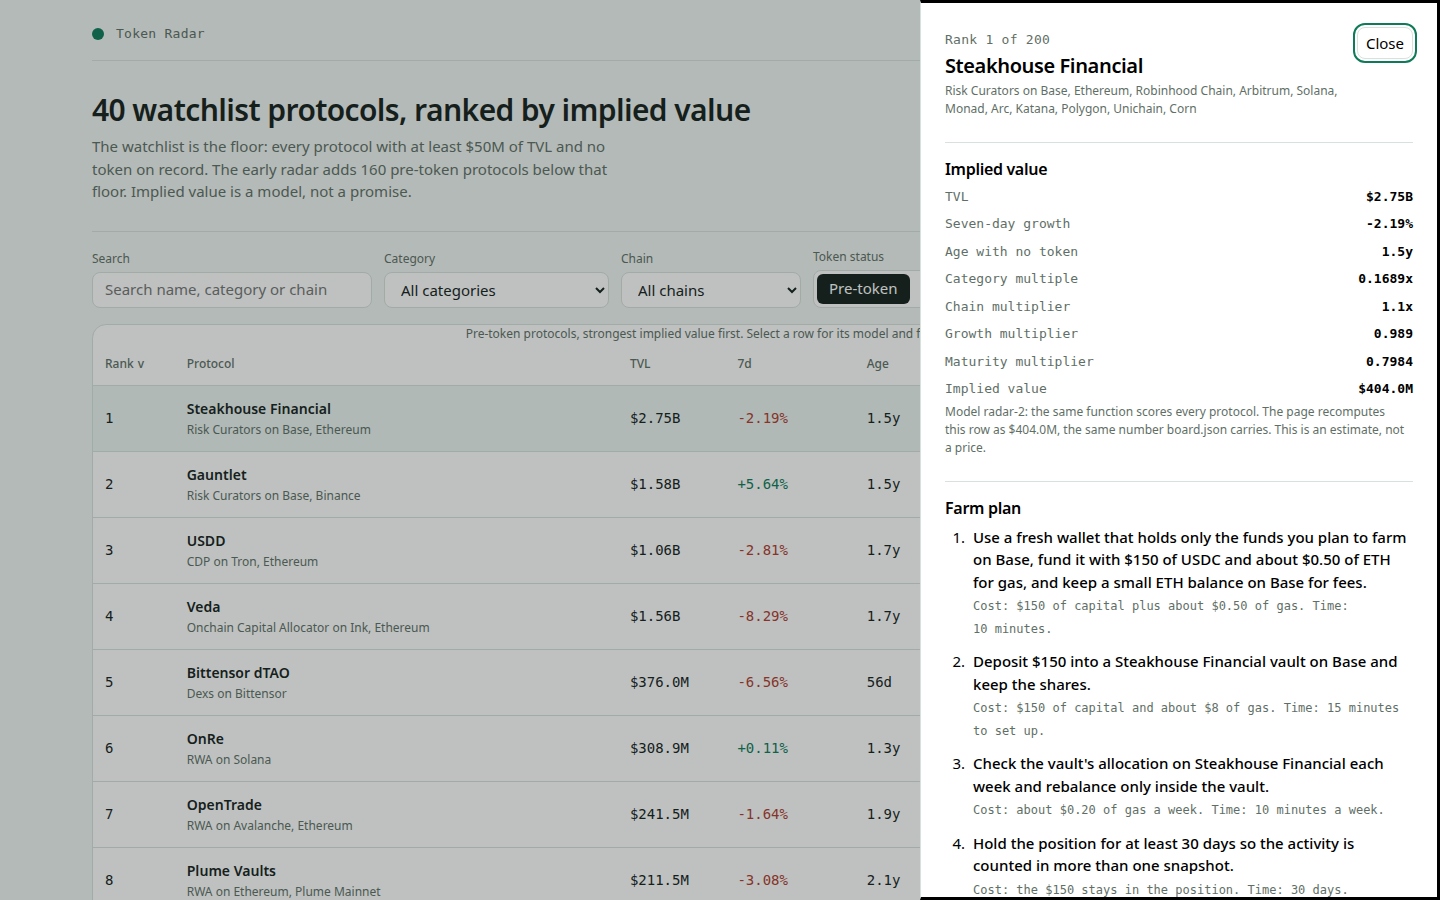 Token Radar
40 watchlist protocols, ranked by implied value
The watchlist is the floor: every protocol with at least $50M of TVL and no
token on record. The early radar adds 160 pre-token protocols below that
floor. Implied value is a model, not a promise.
Search
Category
Chain
Token status
Search name, category or chain
All categories
All chains
Pre-token
Pre-token protocols, strongest implied value first. Select a row for its model and f
Rank v Protocol TVL 7d Age
1 Steakhouse Financial $2.75B -2.19% 1.5y
Risk Curators on Base, Ethereum
2 Gauntlet $1.58B +5.64% 1.5y
Risk Curators on Base, Binance
3 USDD $1.06B -2.81% 1.7y
CDP on Tron, Ethereum
4 Veda $1.56B -8.29% 1.7y
Onchain Capital Allocator on Ink, Ethereum
5 Bittensor dTAO $376.0M -6.56% 56d
Dexs on Bittensor
6 OnRe $308.9M +0.11% 1.3y
RWA on Solana
7 OpenTrade $241.5M -1.64% 1.9y
RWA on Avalanche, Ethereum
8 Plume Vaults $211.5M -3.08% 2.1y
RWA on Ethereum, Plume Mainnet
Rank 1 of 200
Close
Steakhouse Financial
Risk Curators on Base, Ethereum, Robinhood Chain, Arbitrum, Solana,
Monad, Arc, Katana, Polygon, Unichain, Corn
Implied value
TVL $2.75B
Seven-day growth -2.19%
Age with no token 1.5y
Category multiple 0.1689x
Chain multiplier 1.1x
Growth multiplier 0.989
Maturity multiplier 0.7984
Implied value $404.0M
Model radar-2: the same function scores every protocol. The page recomputes
this row as $404.0M, the same number board.json carries. This is an estimate, not
a price.
Farm plan
1. Use a fresh wallet that holds only the funds you plan to farm
on Base, fund it with $150 of USDC and about $0.50 of ETH
for gas, and keep a small ETH balance on Base for fees.
Cost: $150 of capital plus about $0.50 of gas. Time:
10 minutes.
2. Deposit $150 into a Steakhouse Financial vault on Base and
keep the shares.
Cost: $150 of capital and about $8 of gas. Time: 15 minutes
to set up.
3. Check the vault's allocation on Steakhouse Financial each
week and rebalance only inside the vault.
Cost: about $0.20 of gas a week. Time: 10 minutes a week.
4. Hold the position for at least 30 days so the activity is
counted in more than one snapshot.
Cost: the $150 stays in the position. Time: 30 days.